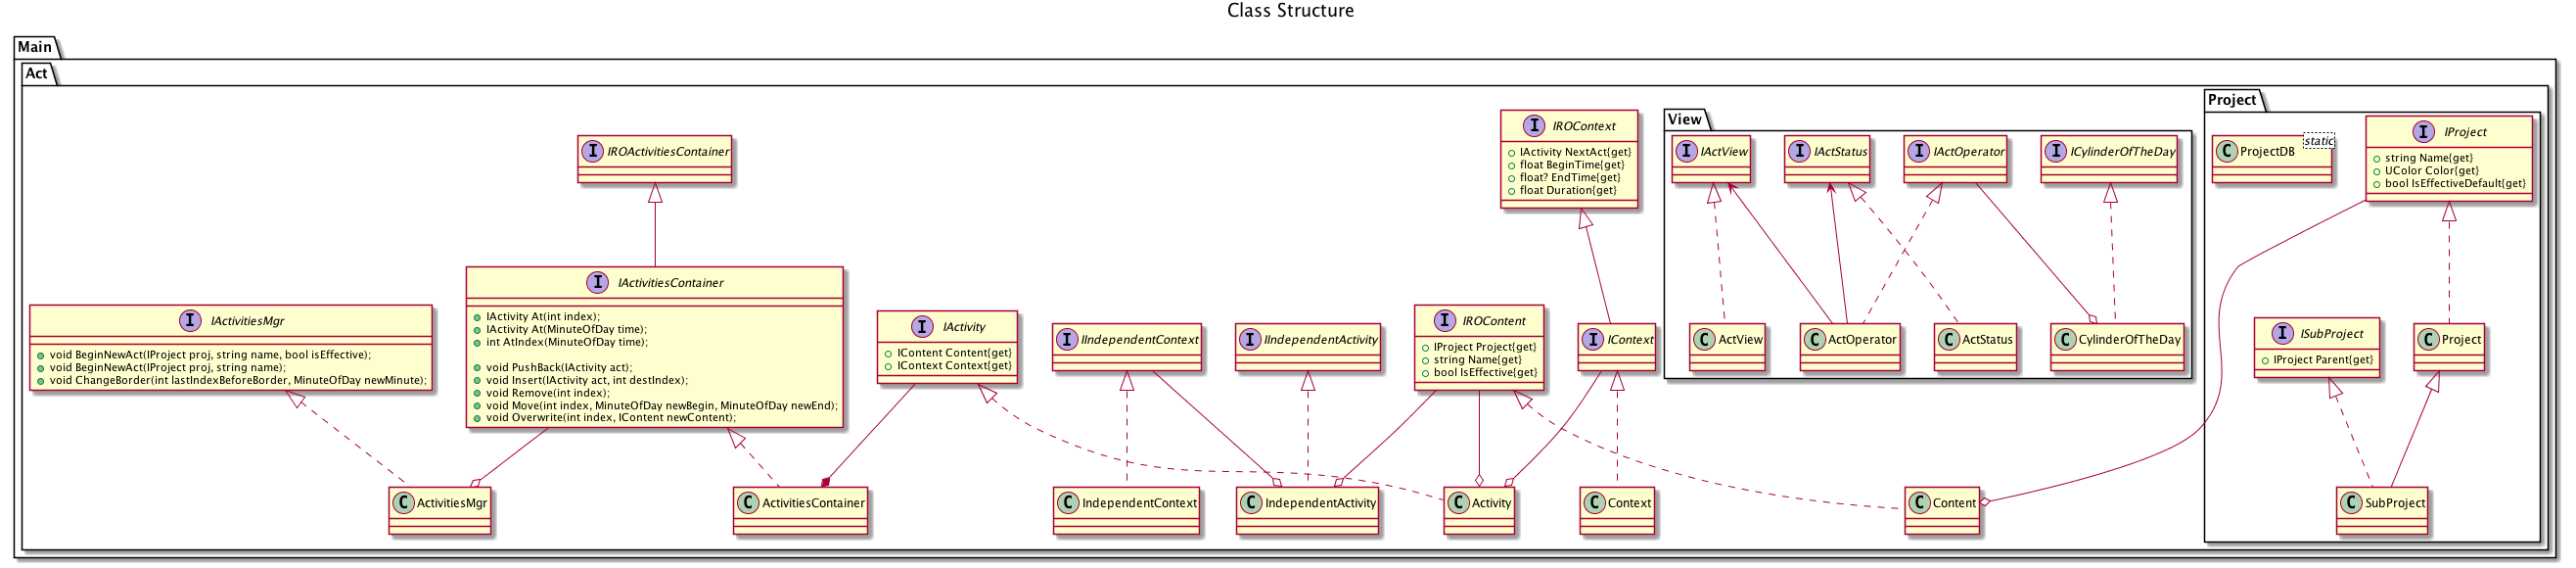 Class Structure
Main
Act
Project
View
I IROContext
IActivity NextAct{get}
float BeginTime{get}
float? EndTime{get}
float Duration{get}
I IProject
string Name{get}
UColor Color{get}
bool IsEffectiveDefault{get}
C ProjectDB
static
I IROActivitiesContainer
I IActView
I IActStatus
I IActOperator
I ICylinderOfTheDay
I IActivitiesContainer
IActivity At(int index);
IActivity At(MinuteOfDay time);
int AtIndex(MinuteOfDay time);
void PushBack(IActivity act);
void Insert(IActivity act, int destIndex);
void Remove(int index);
void Move(int index, MinuteOfDay newBegin, MinuteOfDay newEnd);
void Overwrite(int index, IContent newContent);
I IActivitiesMgr
void BeginNewAct(IProject proj, string name, bool isEffective);
void BeginNewAct(IProject proj, string name);
void ChangeBorder(int lastIndexBeforeBorder, MinuteOfDay newMinute);
I IActivity
IContent Content{get}
IContext Context{get}
I IIndependentContext
I IIndependentActivity
I IROContent
IProject Project{get}
string Name{get}
bool IsEffective{get}
I IContext
C ActView
C ActOperator
C ActStatus
C CylinderOfTheDay
I ISubProject
IProject Parent{get}
C Project
C ActivitiesMgr
C ActivitiesContainer
C IndependentContext
C IndependentActivity
C Activity
C Context
C Content
C SubProject